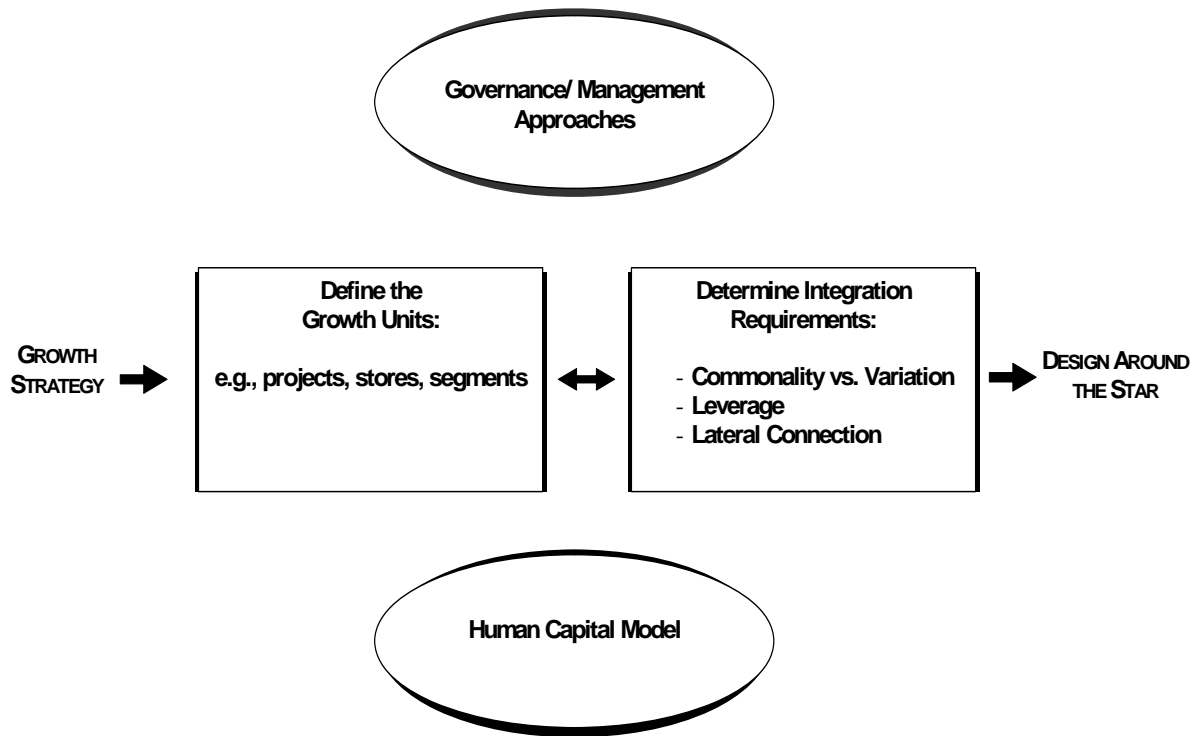 Governance/ Management
Approaches
Define the
Growth Units:
e.g., projects, stores, segments
Determine Integration
Requirements:
- Commonality vs. Variation
- Leverage
- Lateral Connection
GROWTH
STRATEGY
DESIGN AROUND
THE STAR
Human Capital Model